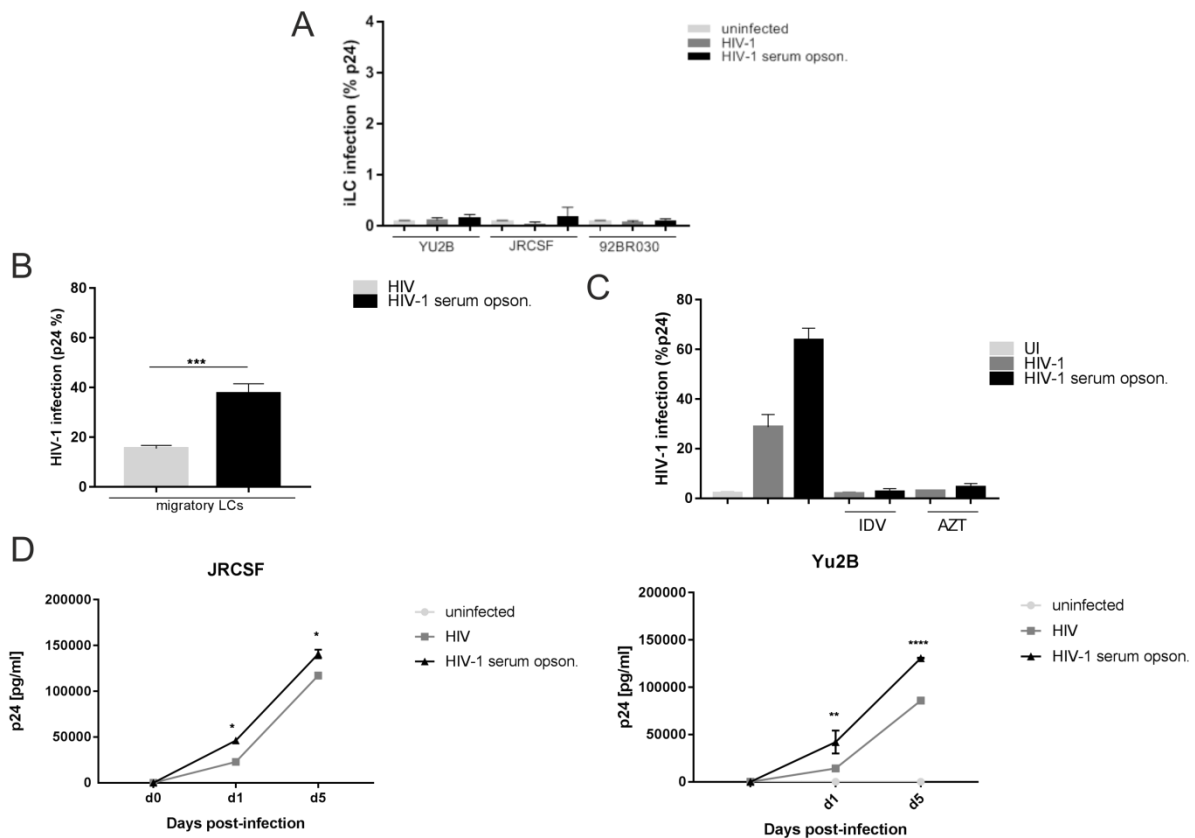 A
iLC infection (% p24)
4
3
2
1
0
uninfected
HIV-1
HIV-1 serum opson.
YU2B JRCSF 92BR030
B
HIV-1 infection (p24 %)
80
60
40
20
0
***
migratory LCs
HIV
HIV-1 serum opson.
C
HIV-1 infection (%p24)
80
60
40
20
0
IDV AZT
UI
HIV-1
HIV-1 serum opson.
D
JRCSF
p24 [pg/ml]
200000
150000
100000
50000
0
*
*
d0 d1 d5
Days post-infection
uninfected
HIV
HIV-1 serum opson.
Yu2B
p24 [pg/ml]
200000
150000
100000
50000
0
**
****
d1 d5
Days post-infection
uninfected
HIV
HIV-1 serum opson.